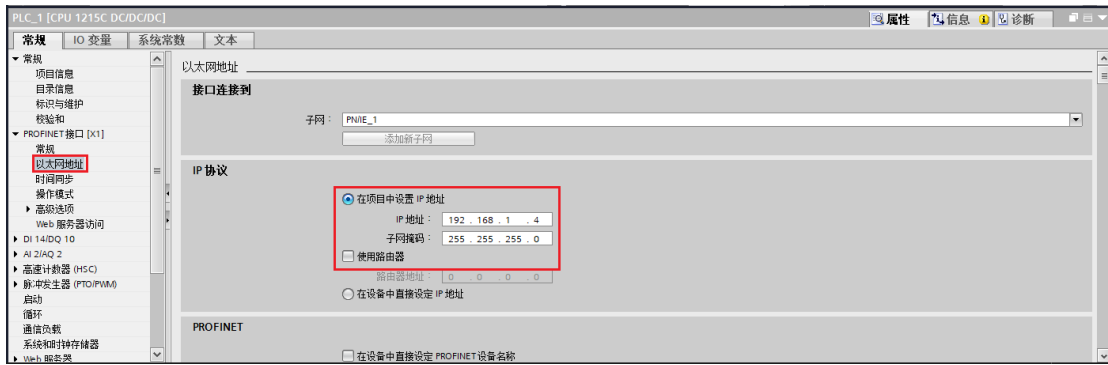 PLC_1 [CPU 1215C DC/DC/DC]
属性 信息 诊断
常规 IO 变量 系统常数 文本
常规
项目信息
目录信息
标识与维护
校验和
PROFINET接口 [X1]
常规
以太网地址
时间同步
操作模式
高级选项
Web 服务器访问
DI 14/DQ 10
AI 2/AQ 2
高速计数器 (HSC)
脉冲发生器 (PTO/PWM)
启动
循环
通信负载
系统和时钟存储器
Web 服务器
以太网地址
接口连接到
子网： PN/IE_1
添加新子网
IP 协议
在项目中设置 IP 地址
IP 地址： 192 . 168 . 1 . 4
子网掩码： 255 . 255 . 255 . 0
使用路由器
路由器地址： 0 . 0 . 0 . 0
在设备中直接设定 IP 地址
PROFINET
在设备中直接设定 PROFINET 设备名称